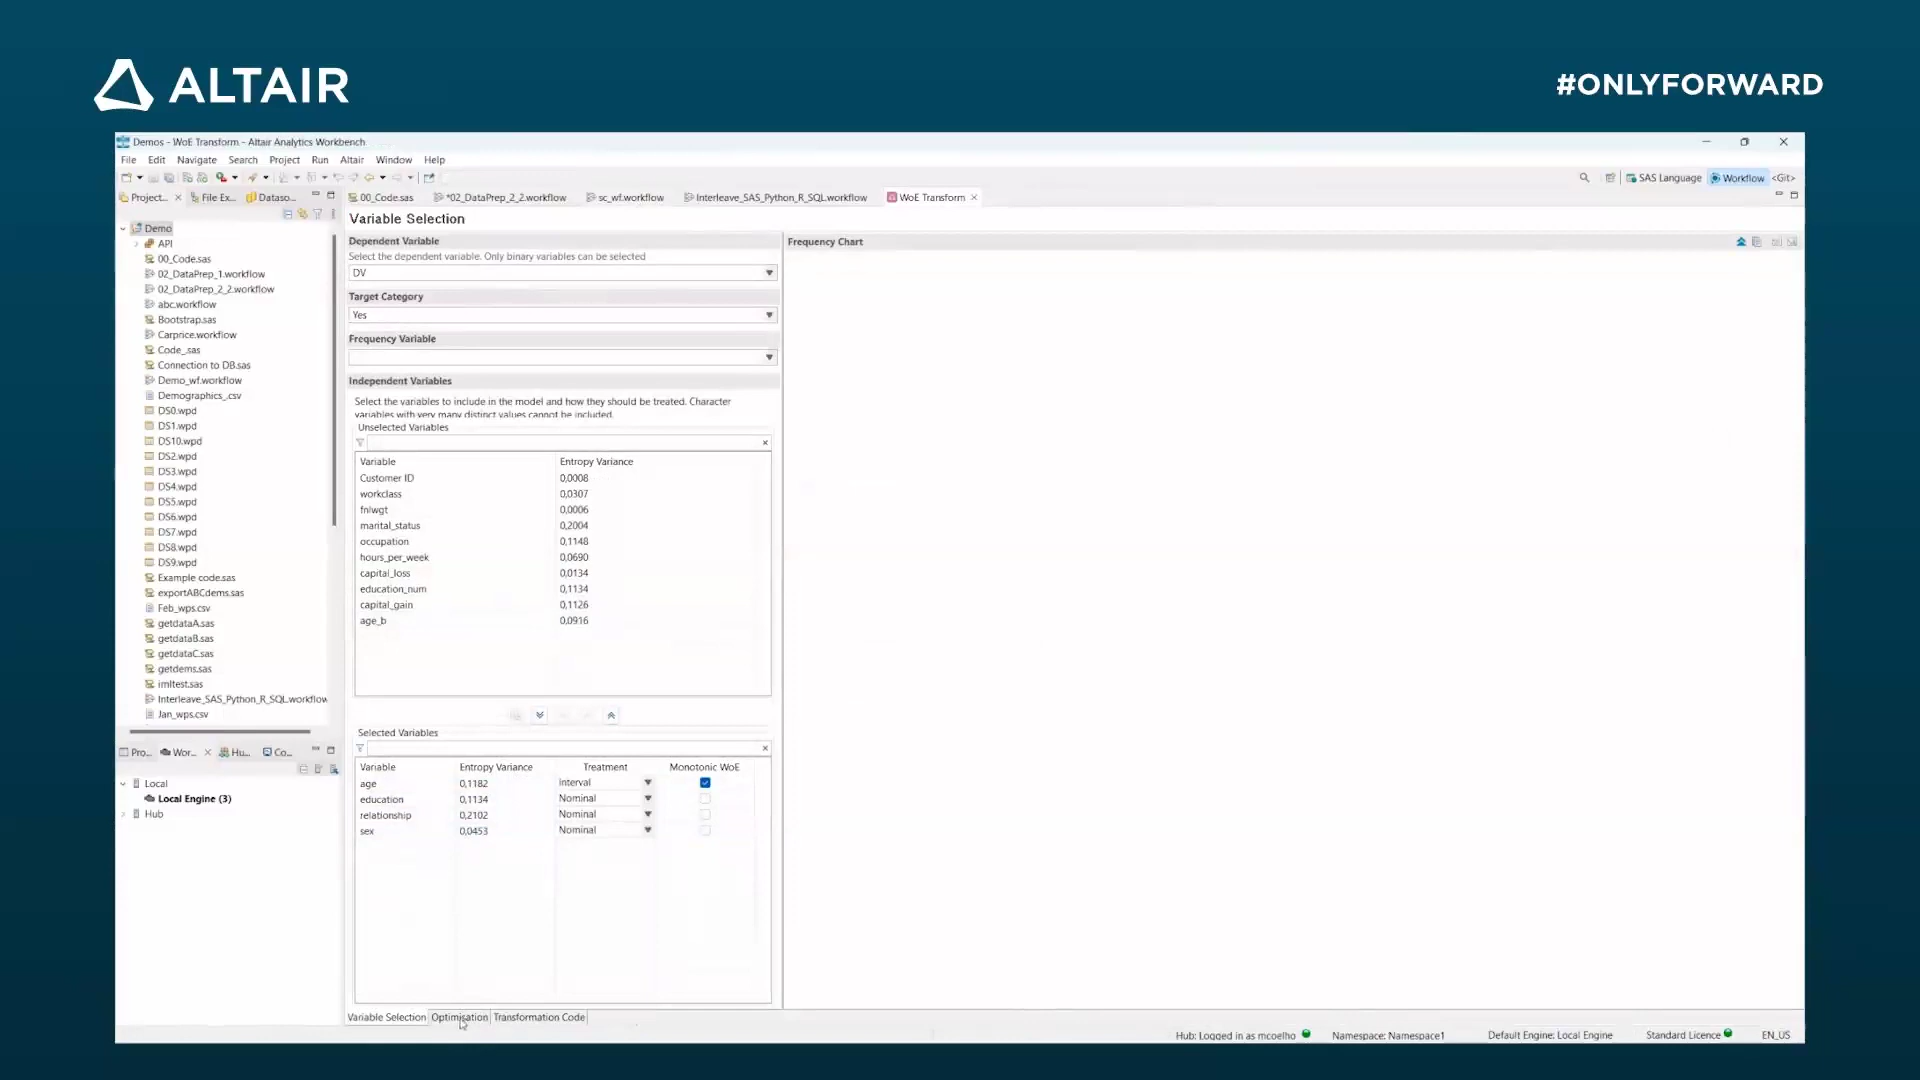 ALTAIR
#ONLYFORWARD
Demos - WoE Transform - Altair Analytics Workbench
File Edit Navigate Search Project Run Altair Window Help
SAS Language Workflow <Git>
Project... File Ex... Dataso...
00_Code.sas *02_DataPrep_2_2.workflow sc_wf.workflow Interleave_SAS_Python_R_SQL.workflow WoE Transform
Demo
API
00_Code.sas
02_DataPrep_1.workflow
02_DataPrep_2_2.workflow
abc.workflow
Bootstrap.sas
Carprice.workflow
Code_.sas
Connection to DB.sas
Demo_wf.workflow
Demographics_.csv
DS0.wpd
DS1.wpd
DS10.wpd
DS2.wpd
DS3.wpd
DS4.wpd
DS5.wpd
DS6.wpd
DS7.wpd
DS8.wpd
DS9.wpd
Example code.sas
exportABCdems.sas
Feb_wps.csv
getdataA.sas
getdataB.sas
getdataC.sas
getdems.sas
imltest.sas
Interleave_SAS_Python_R_SQL.workflow
Jan_wps.csv
Pro... Wor... Hu... Co...
Local
Local Engine (3)
Hub
Variable Selection
Dependent Variable
Select the dependent variable. Only binary variables can be selected
DV
Target Category
Yes
Frequency Variable
Independent Variables
Select the variables to include in the model and how they should be treated. Character
variables with very many distinct values cannot be included.
Unselected Variables
Variable Entropy Variance
Customer ID 0,0008
workclass 0,0307
fnlwgt 0,0006
marital_status 0,2004
occupation 0,1148
hours_per_week 0,0690
capital_loss 0,0134
education_num 0,1134
capital_gain 0,1126
age_b 0,0916
Selected Variables
Variable Entropy Variance Treatment Monotonic WoE
age 0,1182 Interval
education 0,1134 Nominal
relationship 0,2102 Nominal
sex 0,0453 Nominal
Variable Selection Optimisation Transformation Code
Frequency Chart
Hub: Logged in as mcoelho Namespace: Namespace1 Default Engine: Local Engine Standard Licence EN_US